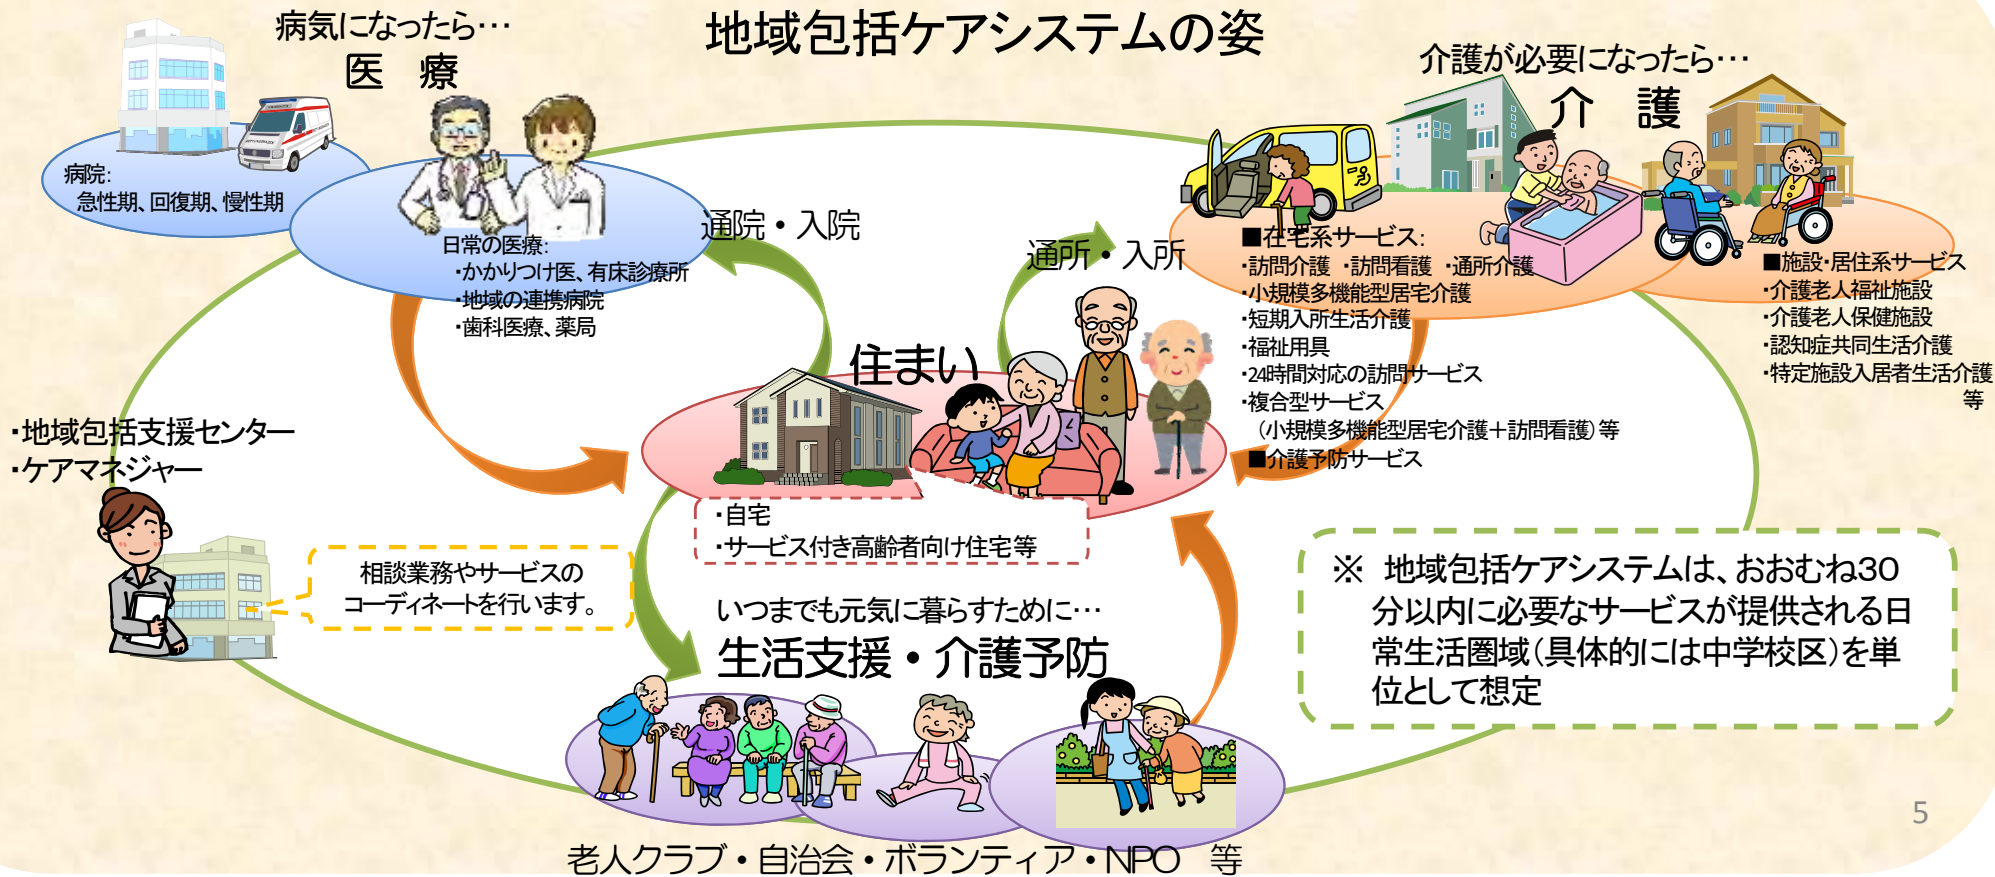 地域包括ケアシステムの姿
病気になったら…
医　療
病院:
急性期、回復期、慢性期
日常の医療:
・かかりつけ医、有床診療所
・地域の連携病院
・歯科医療、薬局
通院・入院
通所・入所
介護が必要になったら…
介　護
■在宅系サービス:
・訪問介護 ・訪問看護 ・通所介護
・小規模多機能型居宅介護
・短期入所生活介護
・福祉用具
・24時間対応の訪問サービス
・複合型サービス
（小規模多機能型居宅介護＋訪問看護）等
■介護予防サービス
■施設・居住系サービス
・介護老人福祉施設
・介護老人保健施設
・認知症共同生活介護
・特定施設入居者生活介護
等
住まい
・自宅
・サービス付き高齢者向け住宅等
・地域包括支援センター
・ケアマネジャー
相談業務やサービスの
コーディネートを行います。
いつまでも元気に暮らすために…
生活支援・介護予防
老人クラブ・自治会・ボランティア・NPO　等
※　地域包括ケアシステムは、おおむね30
分以内に必要なサービスが提供される日
常生活圏域（具体的には中学校区）を単
位として想定
5